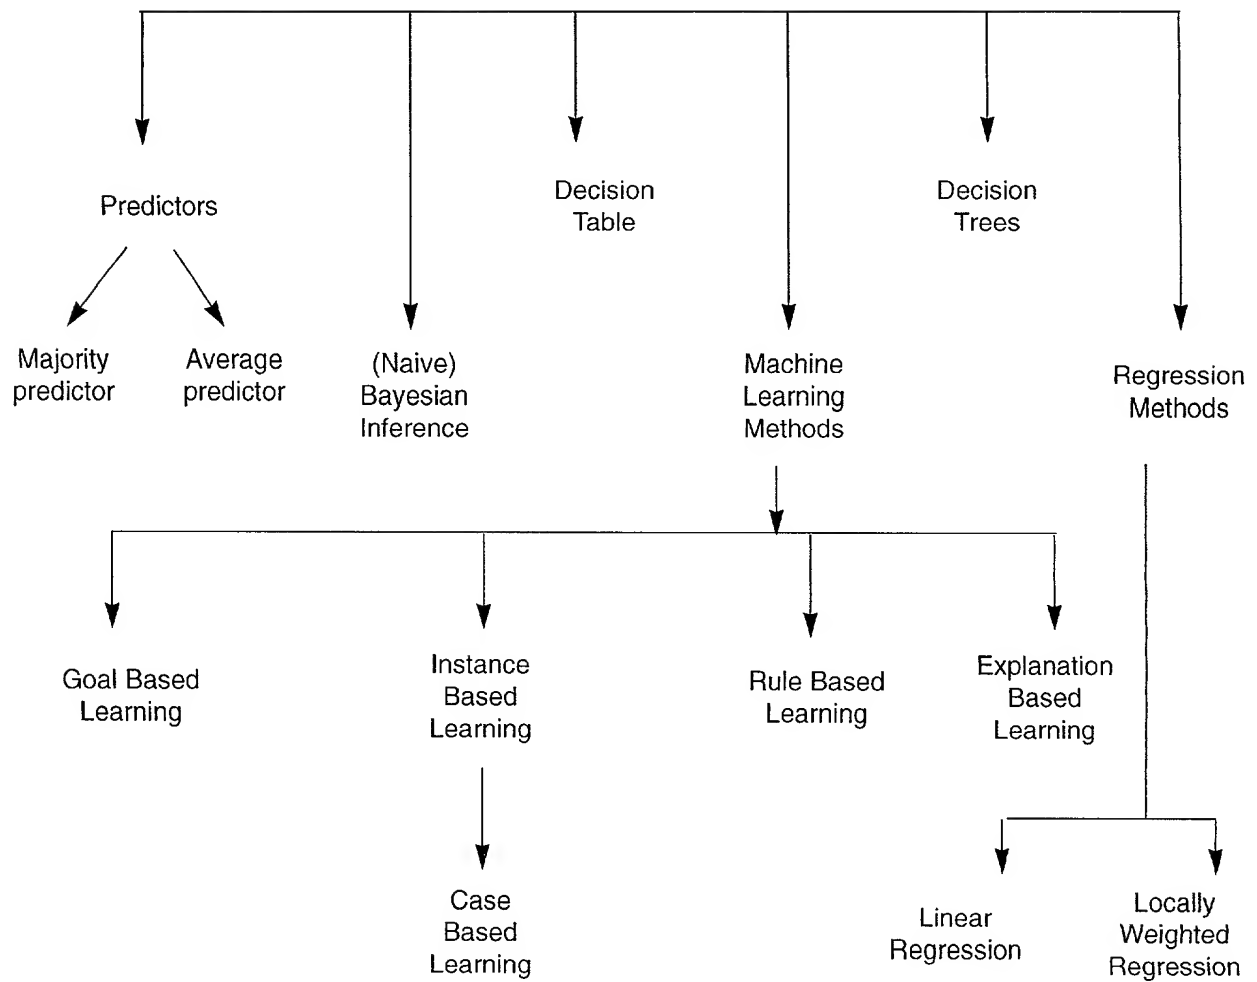 Predictors
Decision
Table
Decision
Trees
Majority
predictor
Average
predictor
(Naive)
Bayesian
Inference
Machine
Learning
Methods
Regression
Methods
Goal Based
Learning
Instance
Based
Learning
Rule Based
Learning
Explanation
Based
Learning
Case
Based
Learning
Linear
Regression
Locally
Weighted
Regression